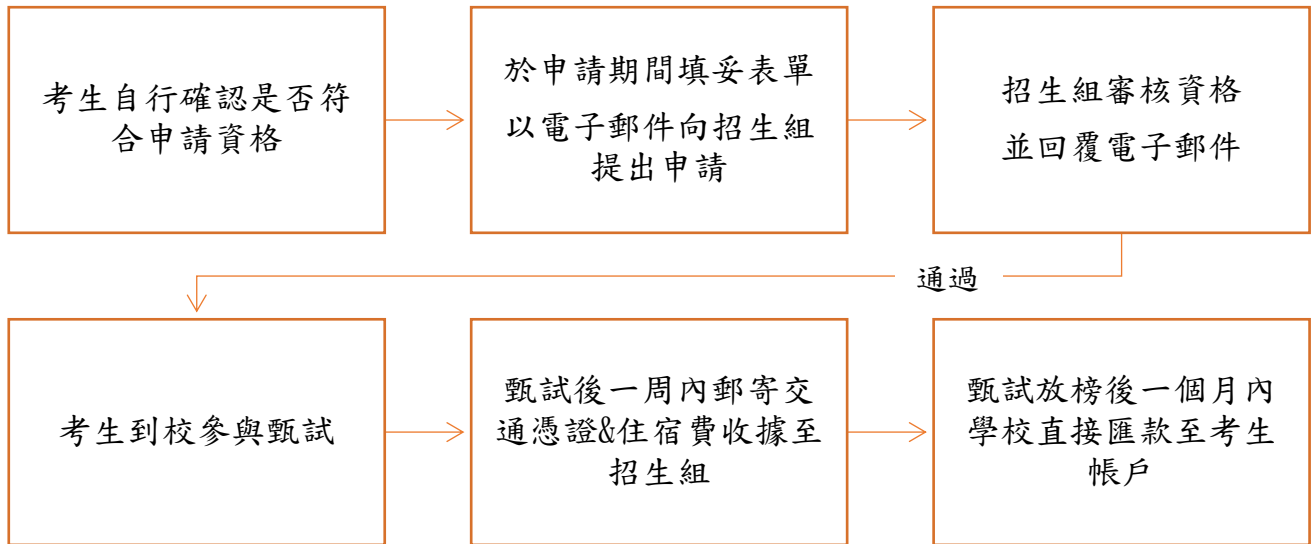 考生自行確認是否符
合申請資格
於申請期間填妥表單
以電子郵件向招生組
提出申請
招生組審核資格
並回覆電子郵件
通過
考生到校參與甄試
甄試後一周內郵寄交
通憑證&住宿費收據至
招生組
甄試放榜後一個月內
學校直接匯款至考生
帳戶